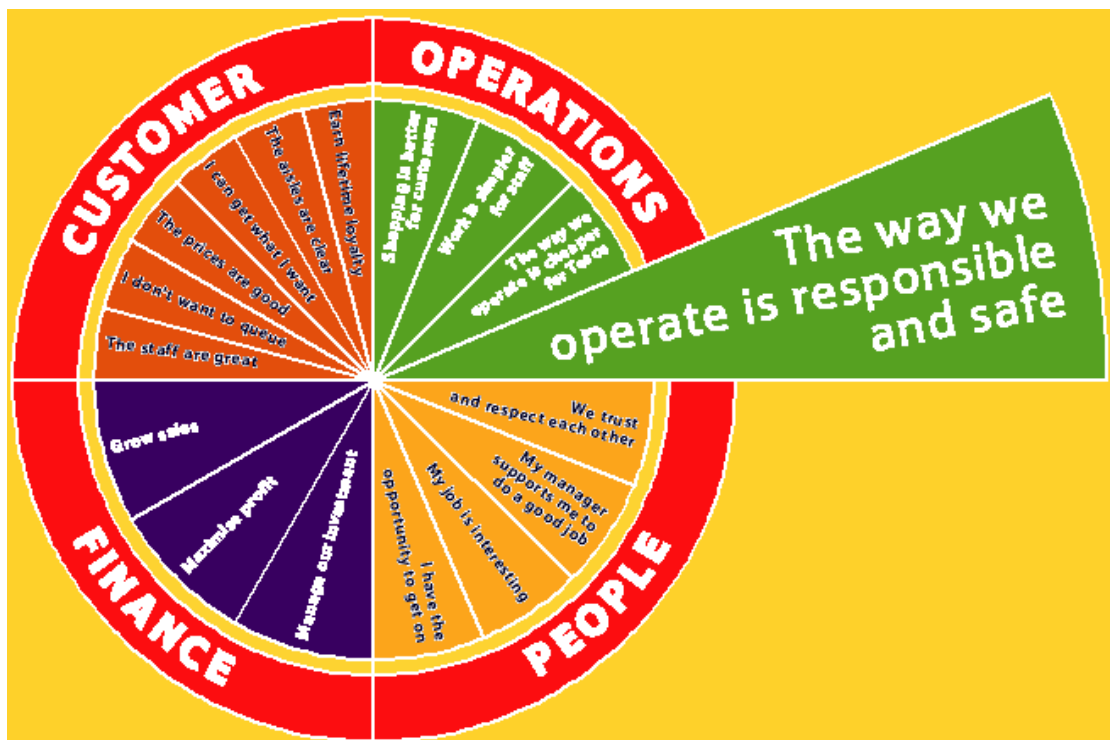 CUSTOMER
OPERATIONS
Earn lifetime loyalty
The aisles are clear
I can get what I want
The prices are good
I don't want to queue
The staff are great
Shopping is better
for customers
Work is simpler
for staff
The way we
operate is cheaper
for Tesco
The way we
operate is responsible
and safe
We trust
and respect each other
My manager
supports me to
do a good job
My job is interesting
I have the
opportunity to get on
Manage our investment
Maximise profit
Grow sales
FINANCE
PEOPLE